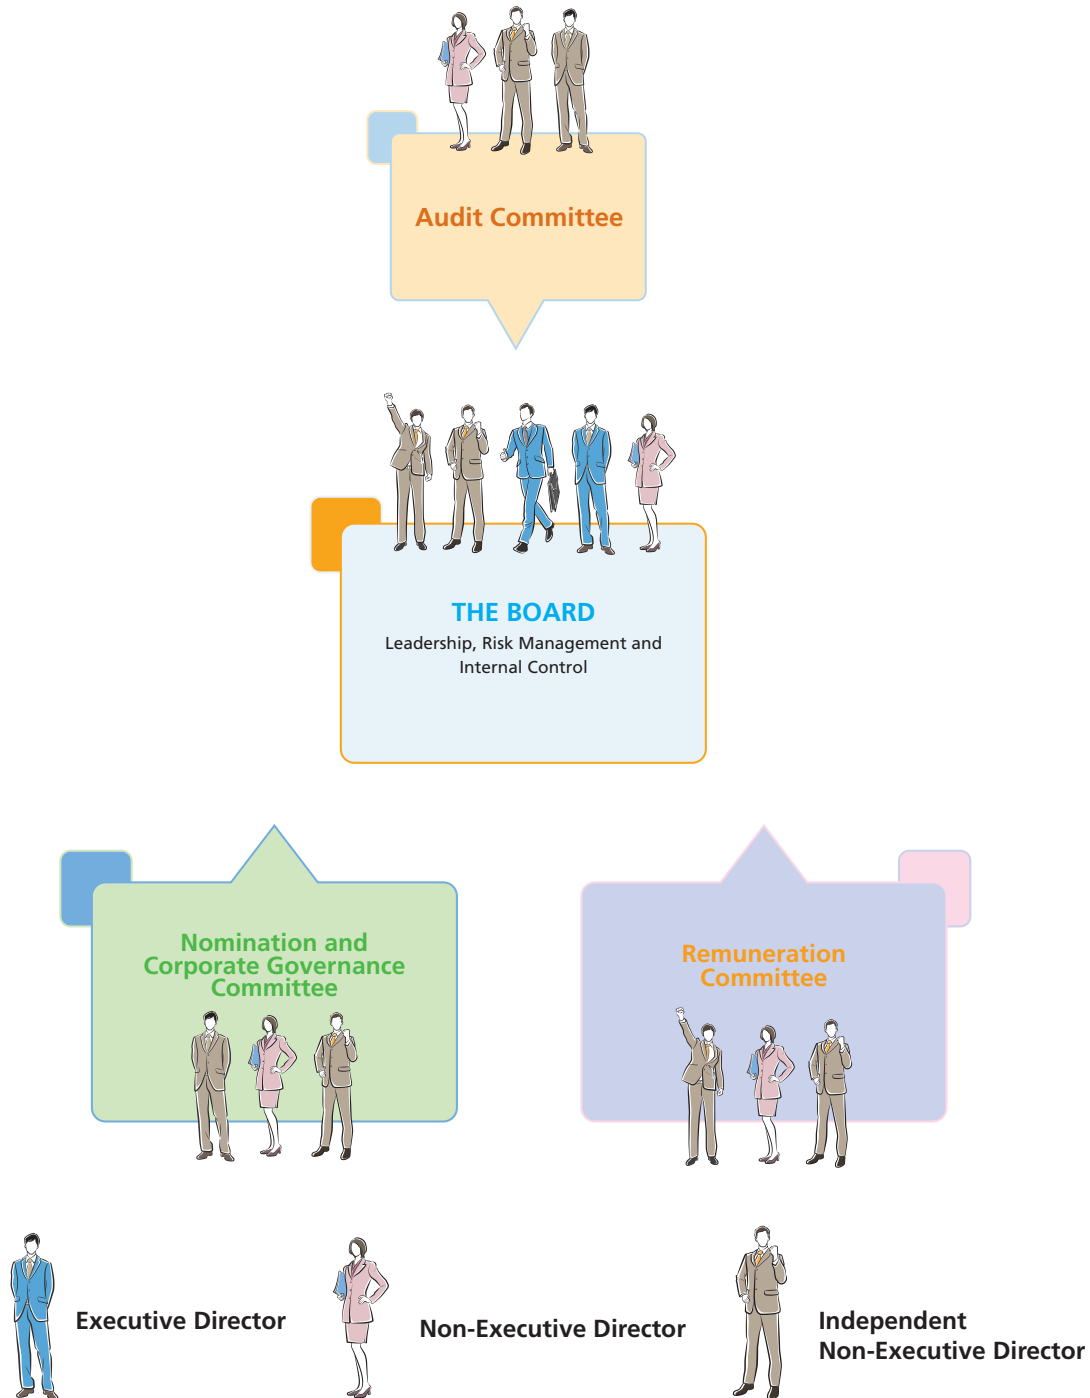 Audit Committee
THE BOARD
Leadership, Risk Management and
Internal Control
Nomination and
Corporate Governance
Committee
Remuneration
Committee
Executive Director
Non-Executive Director
Independent
Non-Executive Director